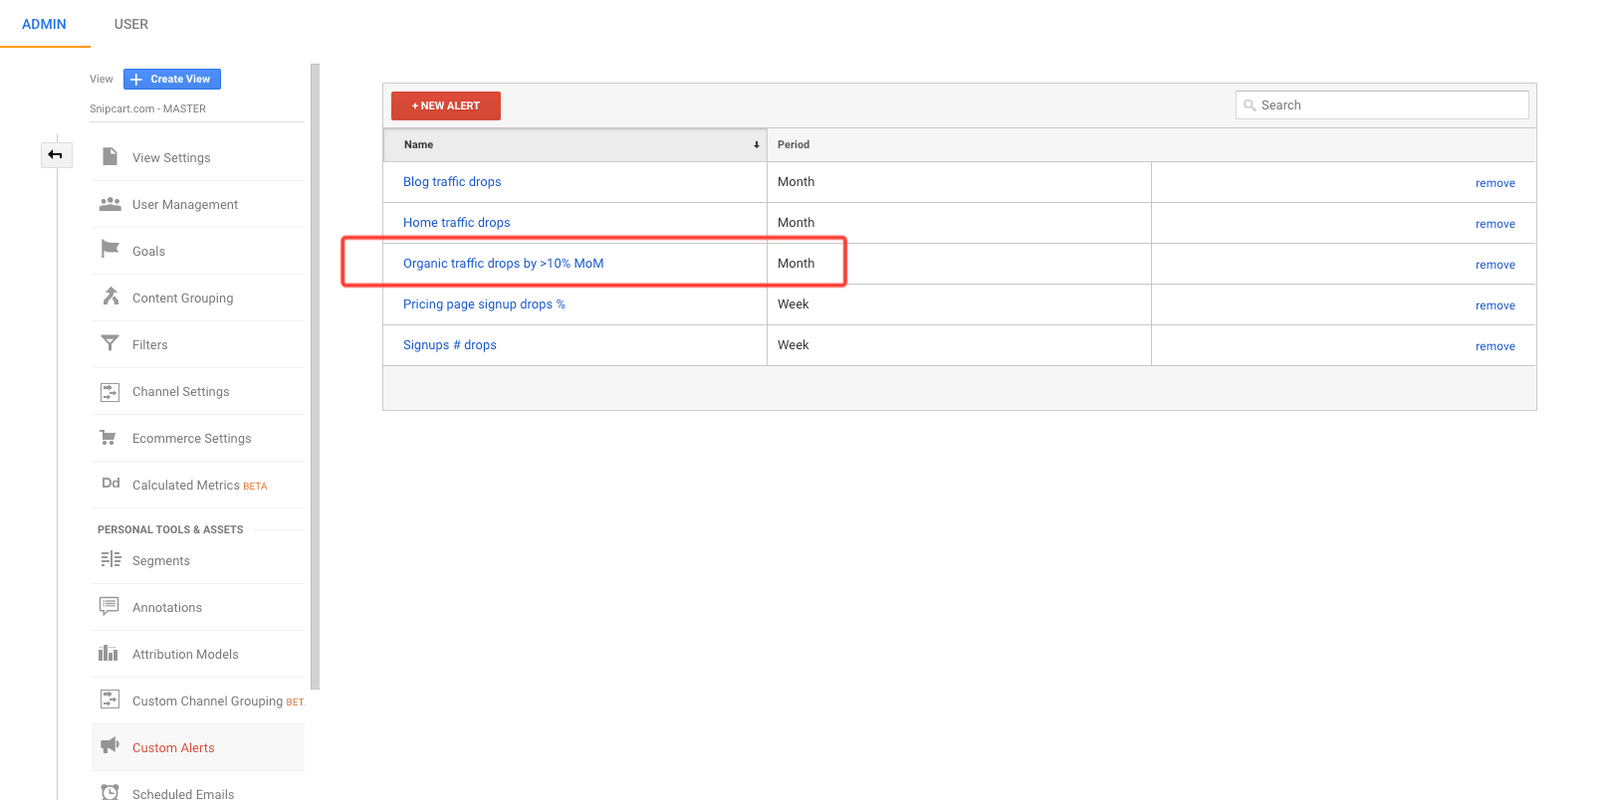 ADMIN USER
View + Create View
Snipcart.com - MASTER
View Settings
User Management
Goals
Content Grouping
Filters
Channel Settings
Ecommerce Settings
Dd Calculated Metrics BETA
PERSONAL TOOLS & ASSETS
Segments
Annotations
Attribution Models
Custom Channel Grouping BET
Custom Alerts
Scheduled Emails
+ NEW ALERT Search
Name Period
Blog traffic drops Month remove
Home traffic drops Month remove
Organic traffic drops by >10% MoM Month remove
Pricing page signup drops % Week remove
Signups # drops Week remove